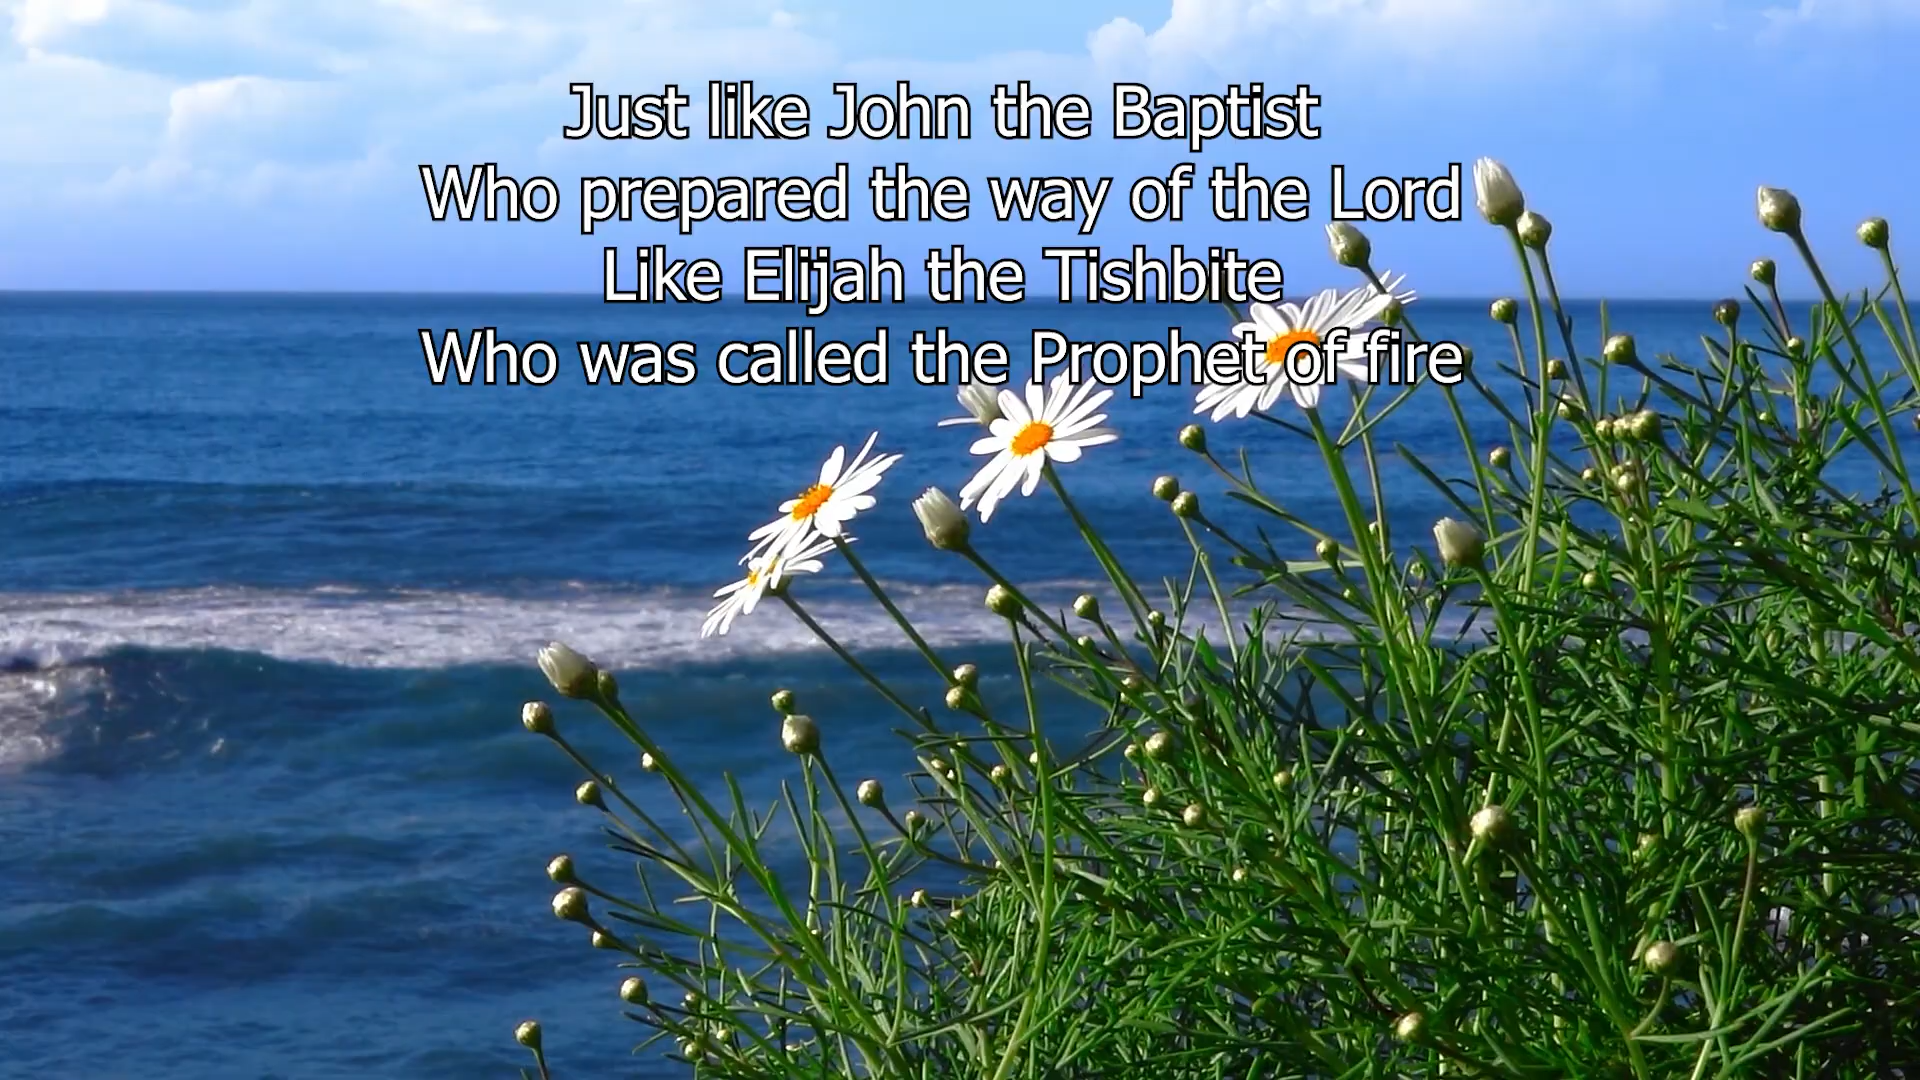 Just like John the Baptist
Who prepared the way of the Lord
Like Elijah the Tishbite
Who was called the Prophet of fire